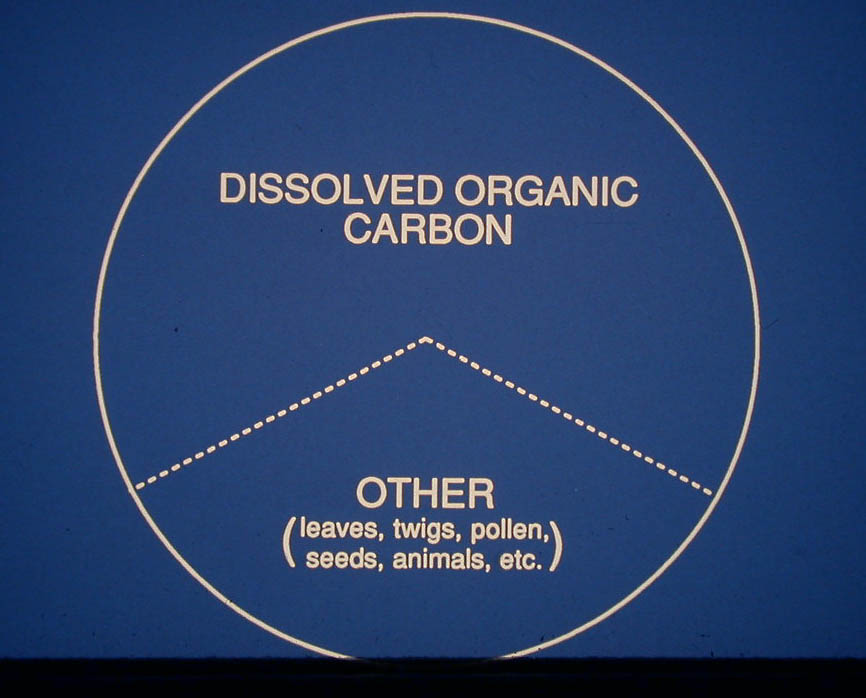 DISSOLVED ORGANIC
CARBON
OTHER
(leaves, twigs, pollen,
seeds, animals, etc.)